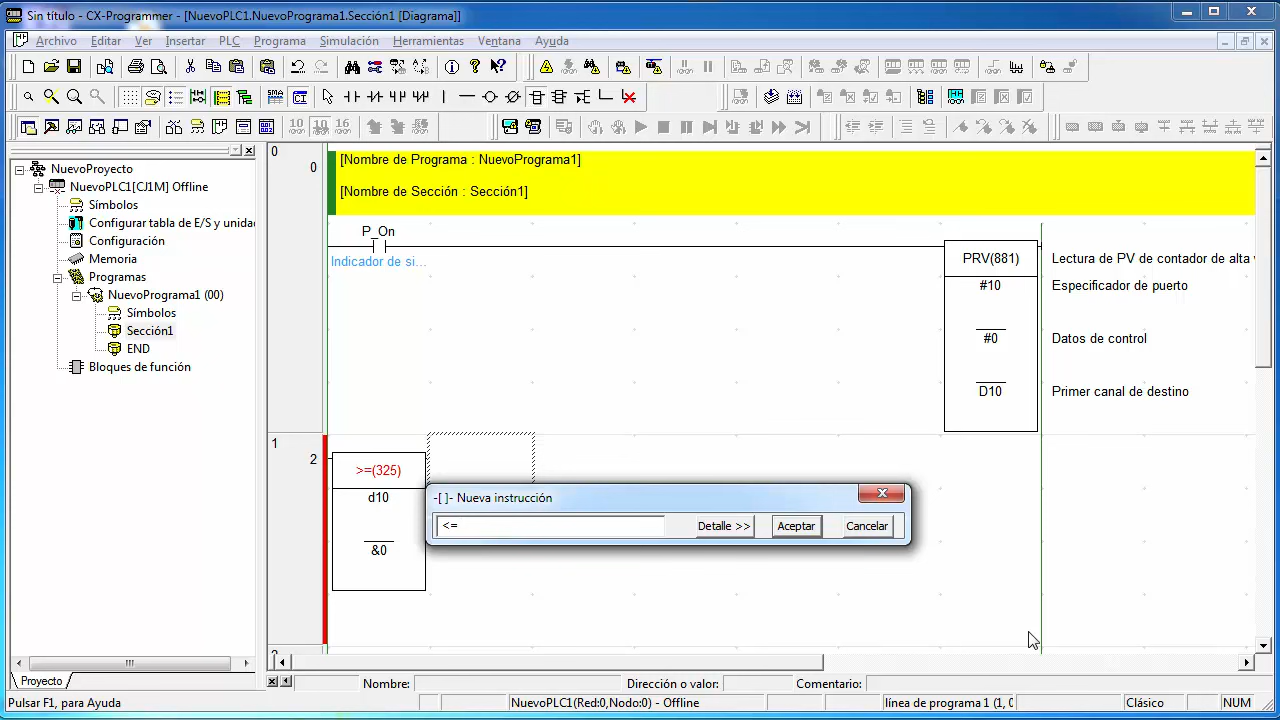 Sin título - CX-Programmer - [NuevoPLC1.NuevoPrograma1.Sección1 [Diagrama]]
Archivo Editar Ver Insertar PLC Programa Simulación Herramientas Ventana Ayuda
10 10 16
NuevoProyecto
NuevoPLC1[CJ1M] Offline
Símbolos
Configurar tabla de E/S y unidad
Configuración
Memoria
Programas
NuevoPrograma1 (00)
Símbolos
Sección1
END
Bloques de función
Proyecto
0
0
[Nombre de Programa : NuevoPrograma1]
[Nombre de Sección : Sección1]
P_On
Indicador de si...
PRV(881)
Lectura de PV de contador de alta
#10
Especificador de puerto
#0
Datos de control
D10
Primer canal de destino
1
2
>=(325)
d10
&0
-[ ]- Nueva instrucción
<=
Detalle >>
Aceptar
Cancelar
Nombre:
Dirección o valor:
Comentario:
Pulsar F1, para Ayuda
NuevoPLC1(Red:0,Nodo:0) - Offline
línea de programa 1 (1, 0
Clásico
NUM